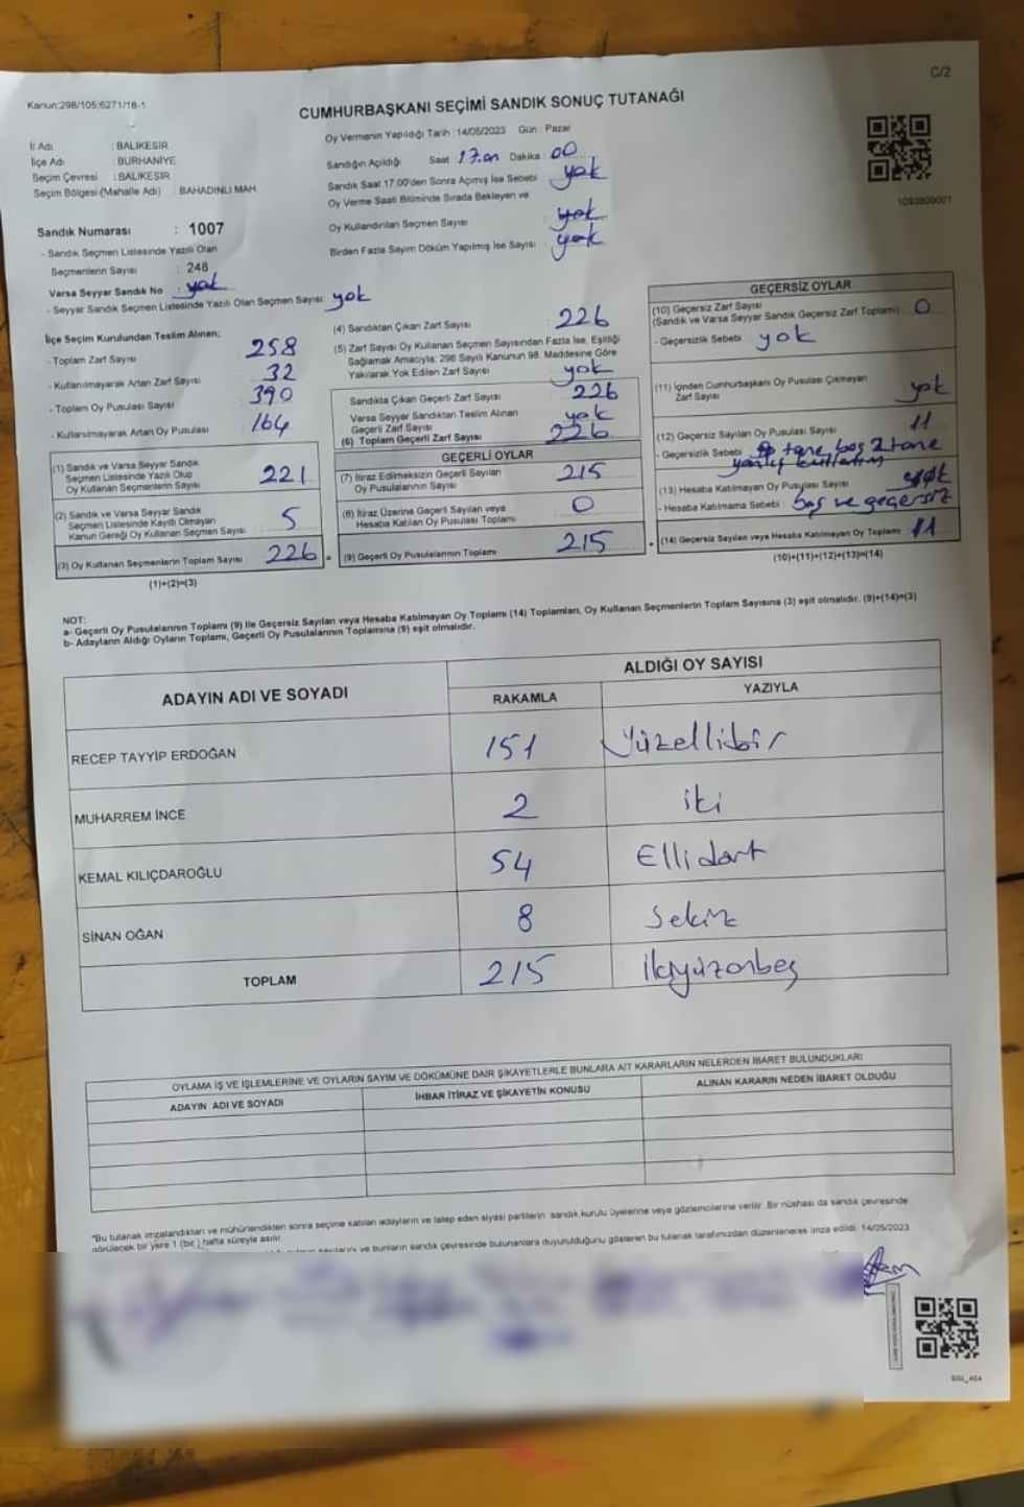 C/2
Kanun:298/105;6271/18-1
CUMHURBAŞKANI SEÇİMİ SANDIK SONUÇ TUTANAĞI
İl Adı : BALIKESİR
İlçe Adı : BURHANİYE
Seçim Çevresi : BALIKESİR
Seçim Bölgesi (Mahalle Adı) : BAHADINLI MAH.
Sandık Numarası : 1007
- Sandık Seçmen Listesinde Yazılı Olan
Seçmenlerin Sayısı : 248
Varsa Seyyar Sandık No : yok
- Seyyar Sandık Seçmen Listesinde Yazılı Olan Seçmen Sayısı: yok
Oy Vermenin Yapıldığı Tarih : 14/05/2023 Gün : Pazar
Sandığın Açıldığı Saat 17.00 Dakika : 00
Sandık Saat 17.00'den Sonra Açılmış İse Sebebi : yok
Oy Verme Saati Bitiminde Sırada Bekleyen ve
Oy Kullandırılan Seçmen Sayısı : yok
Birden Fazla Sayım Döküm Yapılmış İse Sayısı : yok
1093809001
İlçe Seçim Kurulundan Teslim Alınan;
- Toplam Zarf Sayısı : 258
- Kullanılmayarak Artan Zarf Sayısı : 32
- Toplam Oy Pusulası Sayısı : 390
- Kullanılmayarak Artan Oy Pusulası : 164
(1) Sandık ve Varsa Seyyar Sandık
Seçmen Listesinde Yazılı Olup
Oy Kullanan Seçmenlerin Sayısı : 221
(2) Sandık ve Varsa Seyyar Sandık
Seçmen Listesinde Kayıtlı Olmayan
Kanun Gereği Oy Kullanan Seçmen Sayısı : 5
(3) Oy Kullanan Seçmenlerin Toplam Sayısı : 226
(1)+(2)=(3)
(4) Sandıktan Çıkan Zarf Sayısı : 226
(5) Zarf Sayısı Oy Kullanan Seçmen Sayısından Fazla İse, Eşitliği
Sağlamak Amacıyla; 298 Sayılı Kanunun 98. Maddesine Göre
Yakılarak Yok Edilen Zarf Sayısı : yok
Sandıkta Çıkan Geçerli Zarf Sayısı : 226
Varsa Seyyar Sandıktan Teslim Alınan
Geçerli Zarf Sayısı : yok
(6) Toplam Geçerli Zarf Sayısı : 226
GEÇERLİ OYLAR
(7) İtiraz Edilmeksizin Geçerli Sayılan
Oy Pusulalarının Sayısı : 215
(8) İtiraz Üzerine Geçerli Sayılan veya
Hesaba Katılan Oy Pusulası Toplamı : 0
(9) Geçerli Oy Pusulalarının Toplamı : 215
GEÇERSİZ OYLAR
(10) Geçersiz Zarf Sayısı
(Sandık ve Varsa Seyyar Sandık Geçersiz Zarf Toplamı) : 0
- Geçersizlik Sebebi : yok
(11) İçinden Cumhurbaşkanı Oy Pusulası Çıkmayan
Zarf Sayısı : yok
(12) Geçersiz Sayılan Oy Pusulası Sayısı : 11
- Geçersizlik Sebebi : tane boş 2 tane
yanlış kullanım
(13) Hesaba Katılmayan Oy Pusulası Sayısı
- Hesaba Katılmama Sebebi : boş ve geçersiz
(14) Geçersiz Sayılan veya Hesaba Katılmayan Oy Toplamı : 11
(10)+(11)+(12)+(13)=(14)
NOT:
a- Geçerli Oy Pusulalarının Toplamı (9) ile Geçersiz Sayılan veya Hesaba Katılmayan Oy Toplamı (14) Toplamları, Oy Kullanan Seçmenlerin Toplam Sayısına (3) eşit olmalıdır. (9)+(14)=(3)
b- Adayların Aldığı Oyların Toplamı, Geçerli Oy Pusulalarının Toplamına (9) eşit olmalıdır.
ADAYIN ADI VE SOYADI
ALDIĞI OY SAYISI
RAKAMLA YAZIYLA
RECEP TAYYİP ERDOĞAN 151 Yüzellibir
MUHARREM İNCE 2 iki
KEMAL KILIÇDAROĞLU 54 Ellidört
SİNAN OĞAN 8 Sekiz
TOPLAM 215 İkiyüzonbeş
OYLAMA İŞ VE İŞLEMLERİNE VE OYLARIN SAYIM VE DÖKÜMÜNE DAİR ŞİKAYETLERLE BUNLARA AİT KARARLARIN NELERDEN İBARET BULUNDUKLARI
ADAYIN ADI VE SOYADI İHBAR İTİRAZ VE ŞİKAYETİN KONUSU ALINAN KARARIN NEDEN İBARET OLDUĞU
*Bu tutanak imzalandıktan ve mühürlendikten sonra seçime katılan adayların ve talep eden siyasi partilerin sandık kurulu üyelerine veya gözlemcilerine verilir. Bir nüshası da sandık çevresinde
görülecek bir yere 1 (bir) hafta süreyle asılır.
ve bunların sandık çevresinde bulunanlara duyurulduğunu gösteren bu tutanak tarafımızdan düzenlenerek imza edildi. 14/05/2023